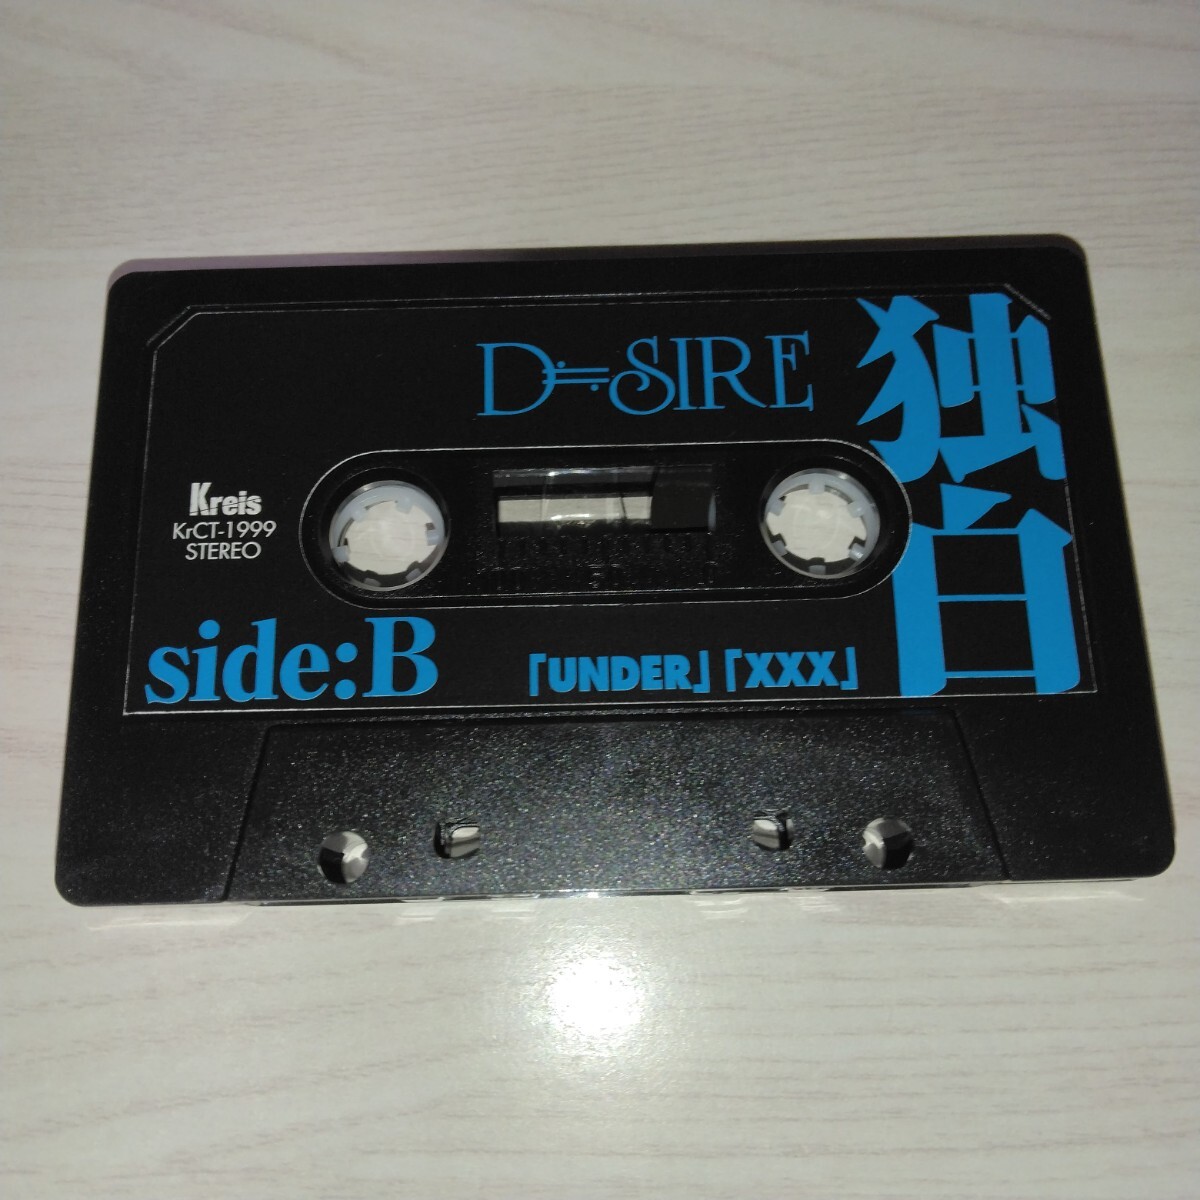 D≒SIRE
独白
Kreis
KrCT-1999
STEREO
side:B
「UNDER」「XXX」